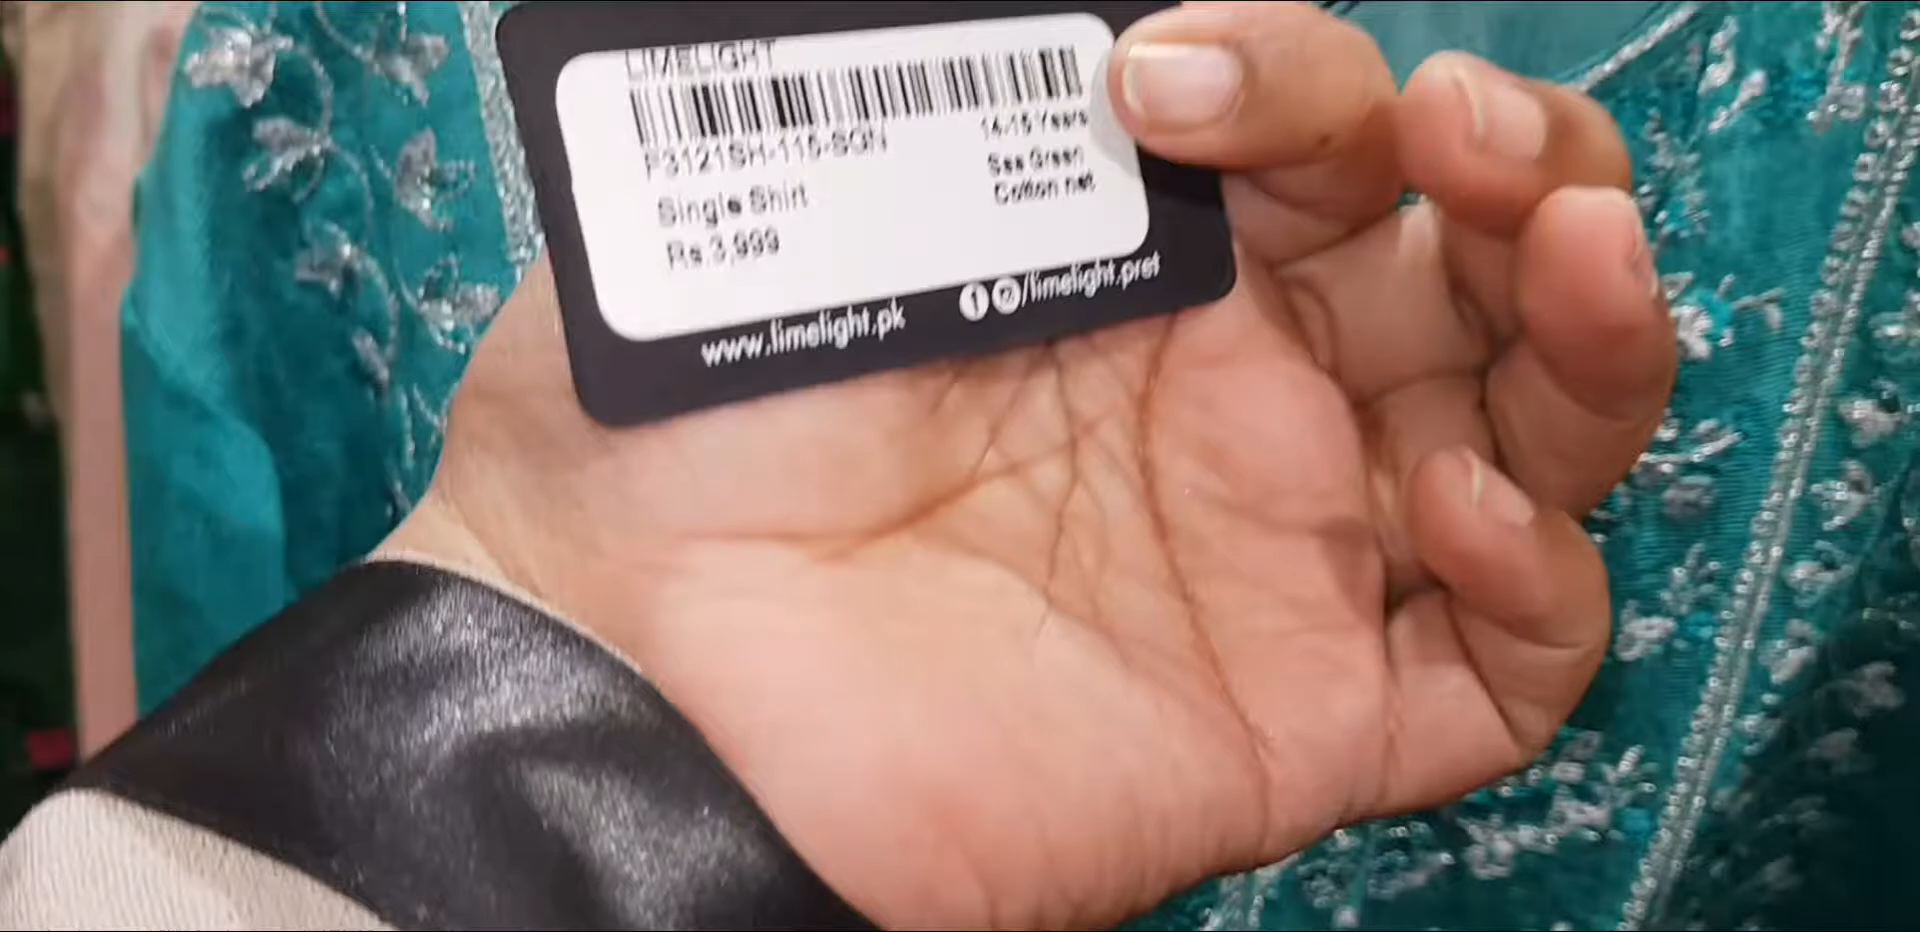 LIMELIGHT
P3121SH-115-SGN
14-15 Years
Single Shirt
Sea Green
Rs.3,999
Cotton net
www.limelight.pk
/limelight.pret